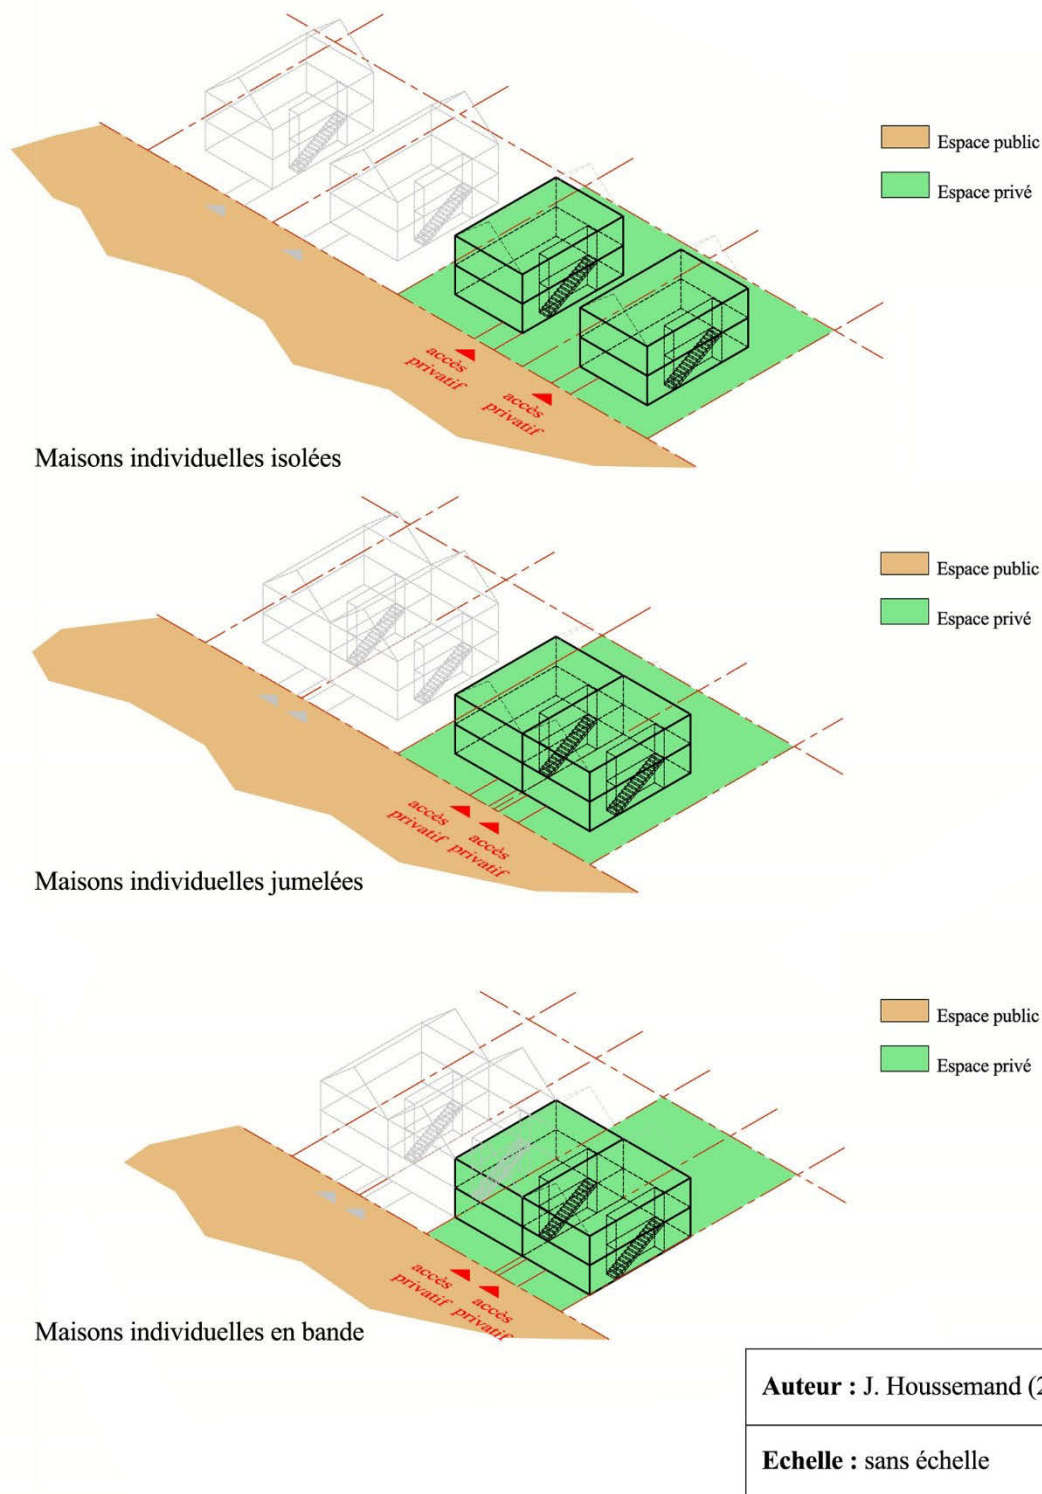 Espace public
Espace privé
accès
privatif
accès
privatif
Maisons individuelles isolées
Espace public
Espace privé
accès
privatif
accès
privatif
Maisons individuelles jumelées
Espace public
Espace privé
accès
privatif
accès
privatif
Maisons individuelles en bande
Auteur : J. Houssemand (2
Echelle : sans échelle